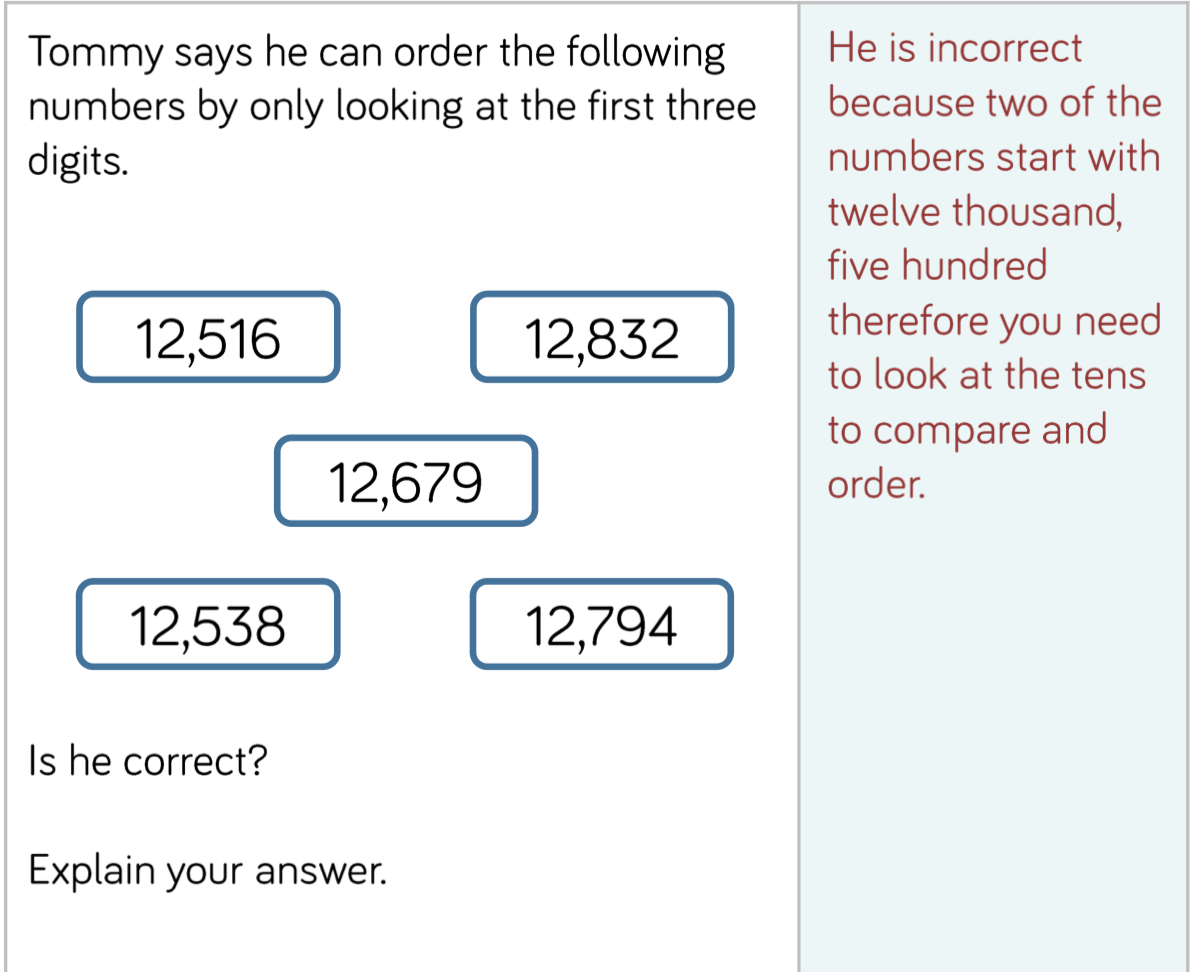 Tommy says he can order the following
numbers by only looking at the first three
digits.
12,516
12,832
12,679
12,538
12,794
Is he correct?
Explain your answer.
He is incorrect
because two of the
numbers start with
twelve thousand,
five hundred
therefore you need
to look at the tens
to compare and
order.